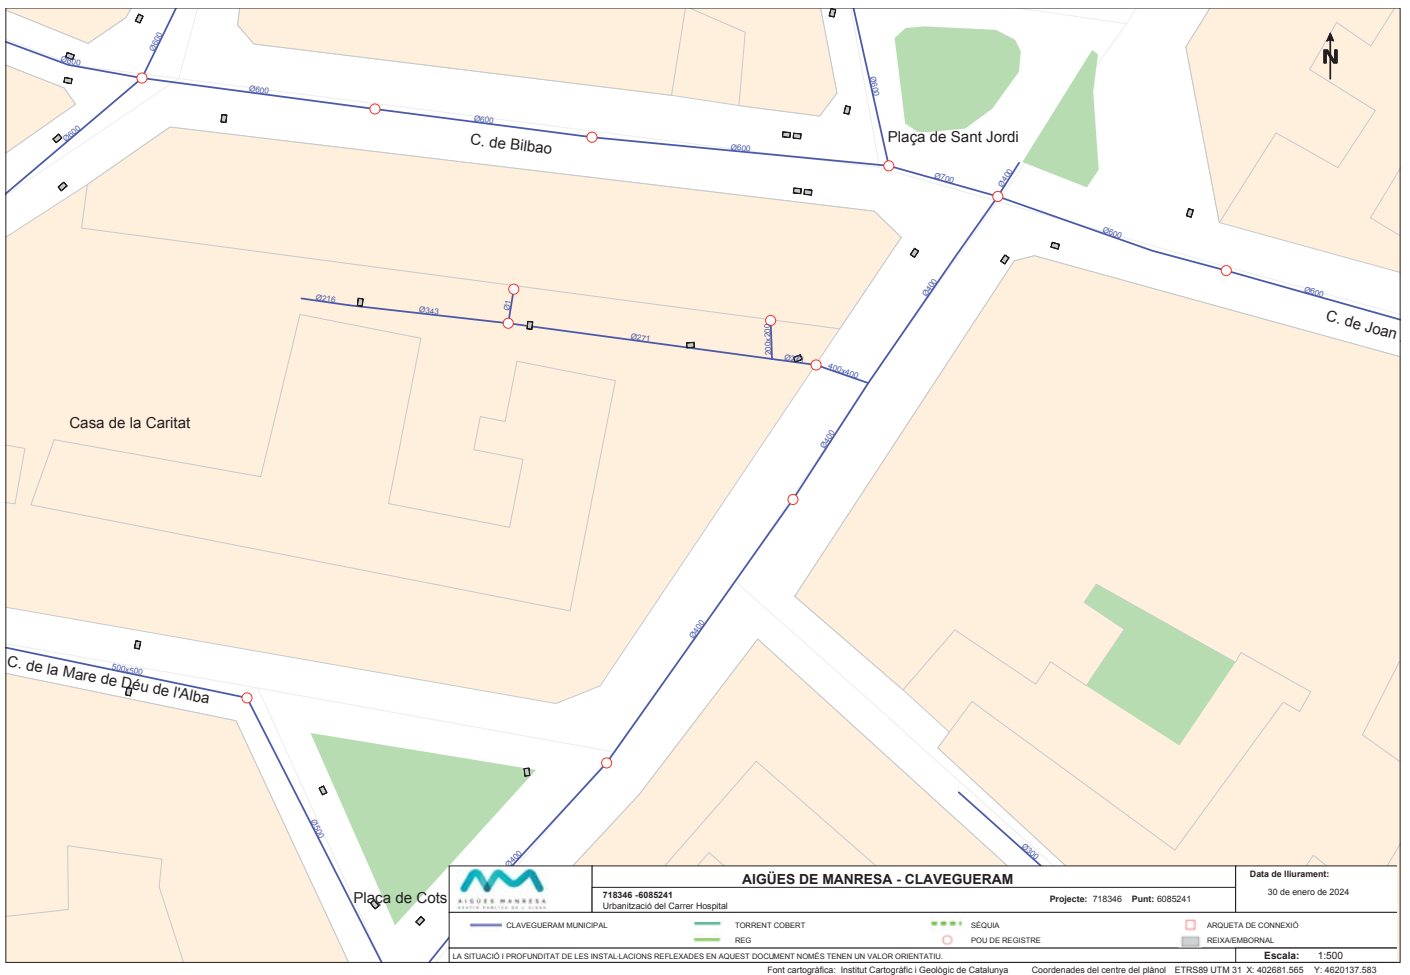 Ø600
Ø600
Ø600
Ø600
Ø600
Ø600
Ø600
Ø700
Ø400
Ø600
Ø600
N
Plaça de Sant Jordi
C. de Bilbao
C. de Joan
Ø400
Ø216
Ø343
Ø1
Ø271
200x200
400x400
Ø400
Casa de la Caritat
Ø400
500x500
C. de la Mare de Déu de l'Alba
Ø500
Ø400
Ø300
Plaça de Cots
AIGÜES MANRESA
AIGÜES DE MANRESA - CLAVEGUERAM
718346 -6085241
Urbanització del Carrer Hospital
Projecte: 718346 Punt: 6085241
Data de lliurament:
30 de enero de 2024
CLAVEGUERAM MUNICIPAL
TORRENT COBERT
SÈQUIA
ARQUETA DE CONNEXIÓ
REG
POU DE REGISTRE
REIXA/EMBORNAL
LA SITUACIÓ I PROFUNDITAT DE LES INSTAL·LACIONS REFLEXADES EN AQUEST DOCUMENT NOMÉS TENEN UN VALOR ORIENTATIU.
Escala: 1:500
Font cartogràfica: Institut Cartogràfic i Geològic de Catalunya Coordenades del centre del plànol ETRS89 UTM 31 X: 402681.565 Y: 4620137.583